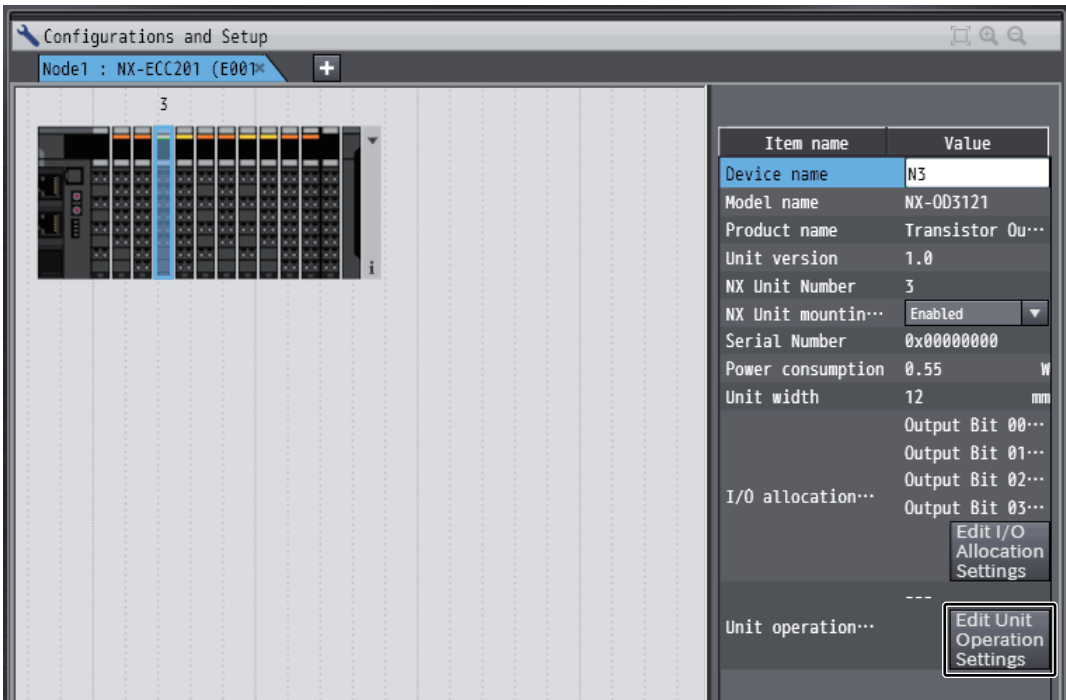 Configurations and Setup
Node1 : NX-ECC201 (E001
3
i
Item name Value
Device name N3
Model name NX-OD3121
Product name Transistor Ou···
Unit version 1.0
NX Unit Number 3
NX Unit mountin··· Enabled
Serial Number 0x00000000
Power consumption 0.55 W
Unit width 12 mm
I/O allocation···
Output Bit 00···
Output Bit 01···
Output Bit 02···
Output Bit 03···
Edit I/O
Allocation
Settings
Unit operation···
---
Edit Unit
Operation
Settings